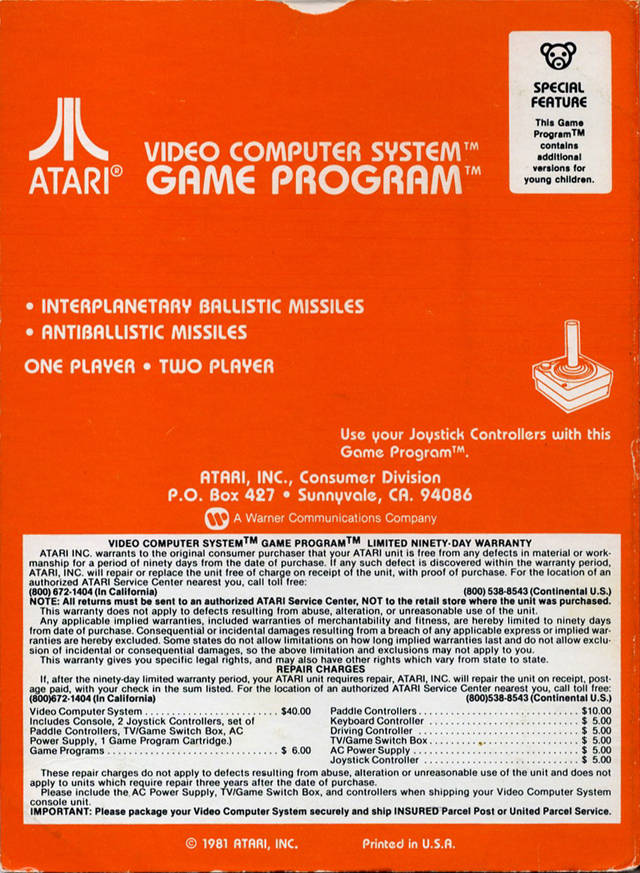 SPECIAL
FEATURE
This Game
Program™
contains
additional
versions for
young children.
ATARI®
VIDEO COMPUTER SYSTEM™
GAME PROGRAM™
• INTERPLANETARY BALLISTIC MISSILES
• ANTIBALLISTIC MISSILES
ONE PLAYER • TWO PLAYER
Use your Joystick Controllers with this
Game Program™.
ATARI, INC., Consumer Division
P.O. Box 427 • Sunnyvale, CA. 94086
A Warner Communications Company
VIDEO COMPUTER SYSTEM™ GAME PROGRAM™ LIMITED NINETY-DAY WARRANTY
ATARI INC. warrants to the original consumer purchaser that your ATARI unit is free from any defects in material or work-
manship for a period of ninety days from the date of purchase. If any such defect is discovered within the warranty period,
ATARI, INC. will repair or replace the unit free of charge on receipt of the unit, with proof of purchase. For the location of an
authorized ATARI Service Center nearest you, call toll free:
(800) 672-1404 (In California) (800) 538-8543 (Continental U.S.)
NOTE: All returns must be sent to an authorized ATARI Service Center, NOT to the retail store where the unit was purchased.
This warranty does not apply to defects resulting from abuse, alteration, or unreasonable use of the unit.
Any applicable implied warranties, included warranties of merchantability and fitness, are hereby limited to ninety days
from date of purchase. Consequential or incidental damages resulting from a breach of any applicable express or implied war-
ranties are hereby excluded. Some states do not allow limitations on how long implied warranties last and do not allow exclu-
sion of incidental or consequential damages, so the above limitation and exclusions may not apply to you.
This warranty gives you specific legal rights, and may also have other rights which vary from state to state.
REPAIR CHARGES
If, after the ninety-day limited warranty period, your ATARI unit requires repair, ATARI, INC. will repair the unit on receipt, post-
age paid, with your check in the sum listed. For the location of an authorized ATARI Service Center nearest you, call toll free:
(800)672-1404 (In California) (800)538-8543 (Continental U.S.)
Video Computer System .......................... $40.00
Includes Console, 2 Joystick Controllers, set of
Paddle Controllers, TV/Game Switch Box, AC
Power Supply, 1 Game Program Cartridge.)
Game Programs .................................. $ 6.00
Paddle Controllers .............................. $10.00
Keyboard Controller ............................. $ 5.00
Driving Controller .............................. $ 5.00
TV/Game Switch Box .............................. $ 5.00
AC Power Supply ................................. $ 5.00
Joystick Controller ............................. $ 5.00
These repair charges do not apply to defects resulting from abuse, alteration or unreasonable use of the unit and does not
apply to units which require repair three years after the date of purchase.
Please include the AC Power Supply, TV/Game Switch Box, and controllers when shipping your Video Computer System
console unit.
IMPORTANT: Please package your Video Computer System securely and ship INSURED Parcel Post or United Parcel Service.
© 1981 ATARI, INC. Printed in U.S.A.